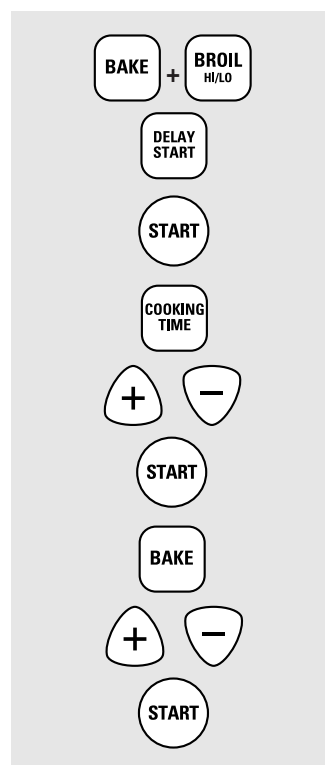 BAKE + BROIL
HI/LO
DELAY
START
START
COOKING
TIME
+ −
START
BAKE
+ −
START